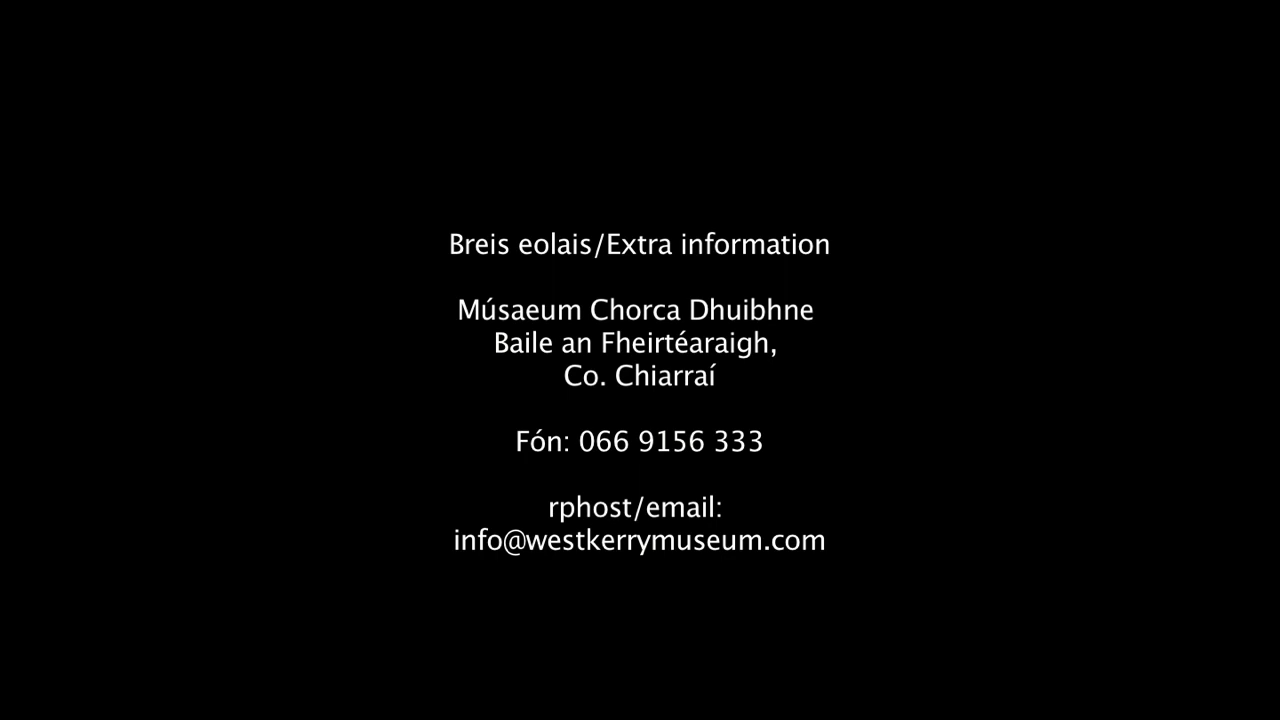 Breis eolais/Extra information
Músaeum Chorca Dhuibhne
Baile an Fheirtéaraigh,
Co. Chiarraí
Fón: 066 9156 333
rphost/email:
info@westkerrymuseum.com